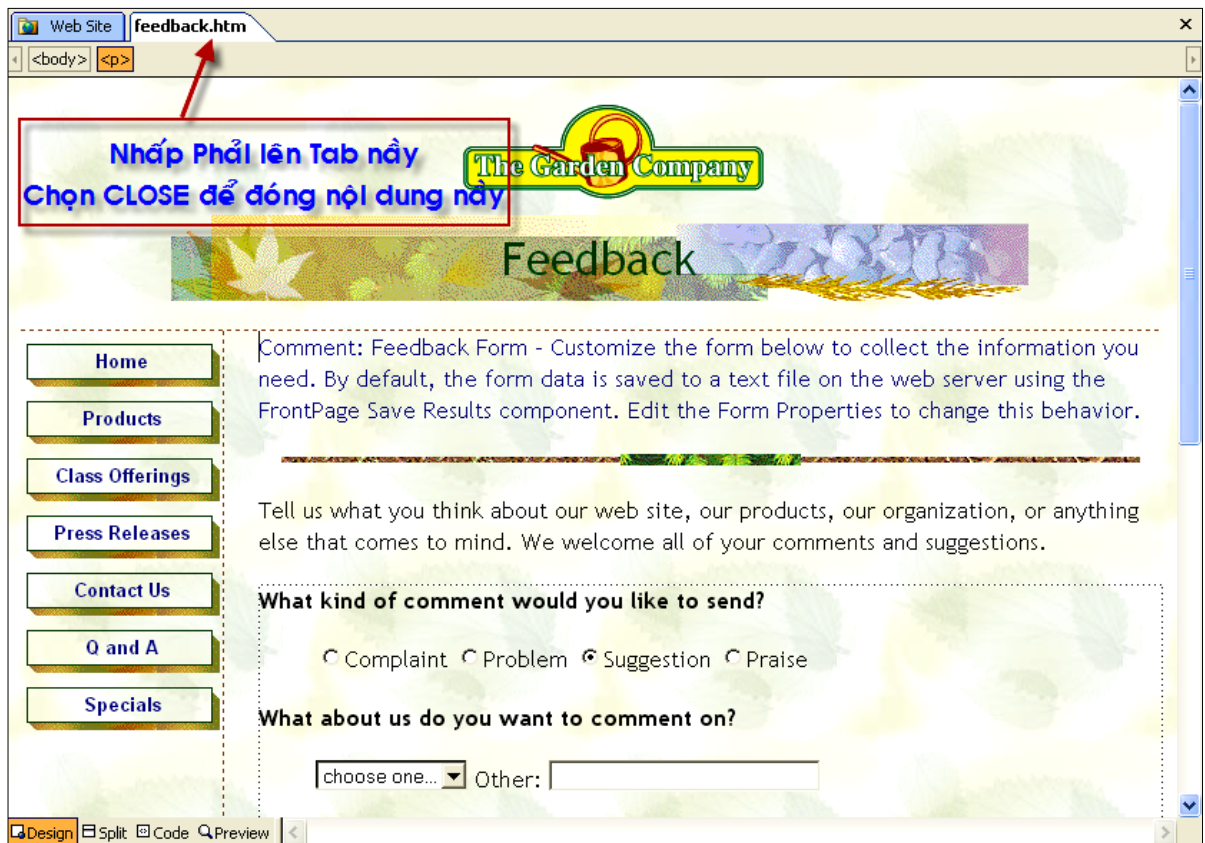 Web Site feedback.htm
<body> <p>
Nhấp Phải lên Tab nầy
Chọn CLOSE để đóng nội dung nầy
The Garden Company
Feedback
Home
Products
Class Offerings
Press Releases
Contact Us
Q and A
Specials
Comment: Feedback Form - Customize the form below to collect the information you
need. By default, the form data is saved to a text file on the web server using the
FrontPage Save Results component. Edit the Form Properties to change this behavior.
Tell us what you think about our web site, our products, our organization, or anything
else that comes to mind. We welcome all of your comments and suggestions.
What kind of comment would you like to send?
Complaint Problem Suggestion Praise
What about us do you want to comment on?
choose one... Other:
Design Split Code Preview